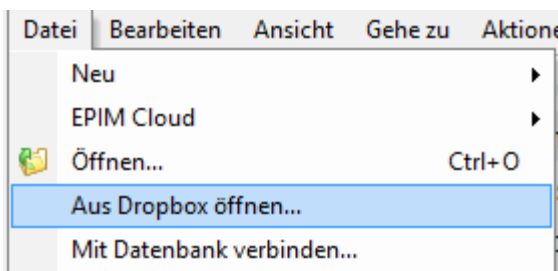 Datei Bearbeiten Ansicht Gehe zu Aktione
Neu
EPIM Cloud
Öffnen... Ctrl+O
Aus Dropbox öffnen...
Mit Datenbank verbinden...